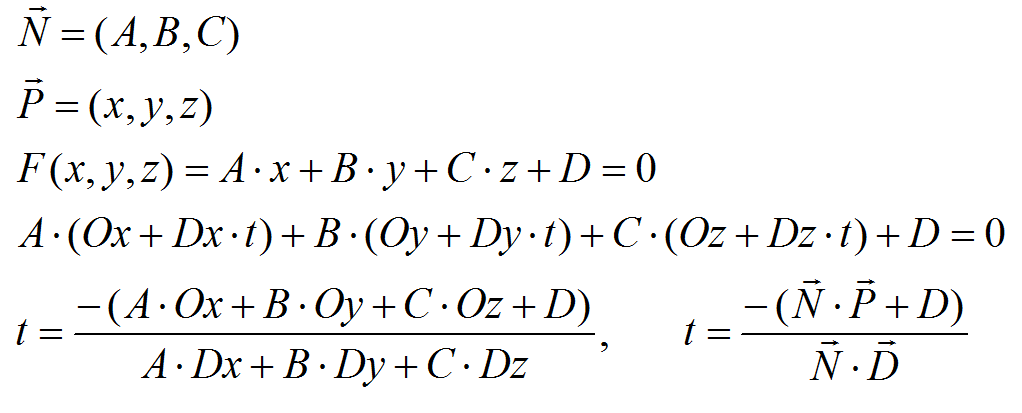 N⃗ = (A, B, C)
P⃗ = (x, y, z)
F(x, y, z) = A · x + B · y + C · z + D = 0
A · (Ox + Dx · t) + B · (Oy + Dy · t) + C · (Oz + Dz · t) + D = 0
t = −(A · Ox + B · Oy + C · Oz + D) / (A · Dx + B · Dy + C · Dz), t = −(N⃗ · P⃗ + D) / (N⃗ · D⃗)